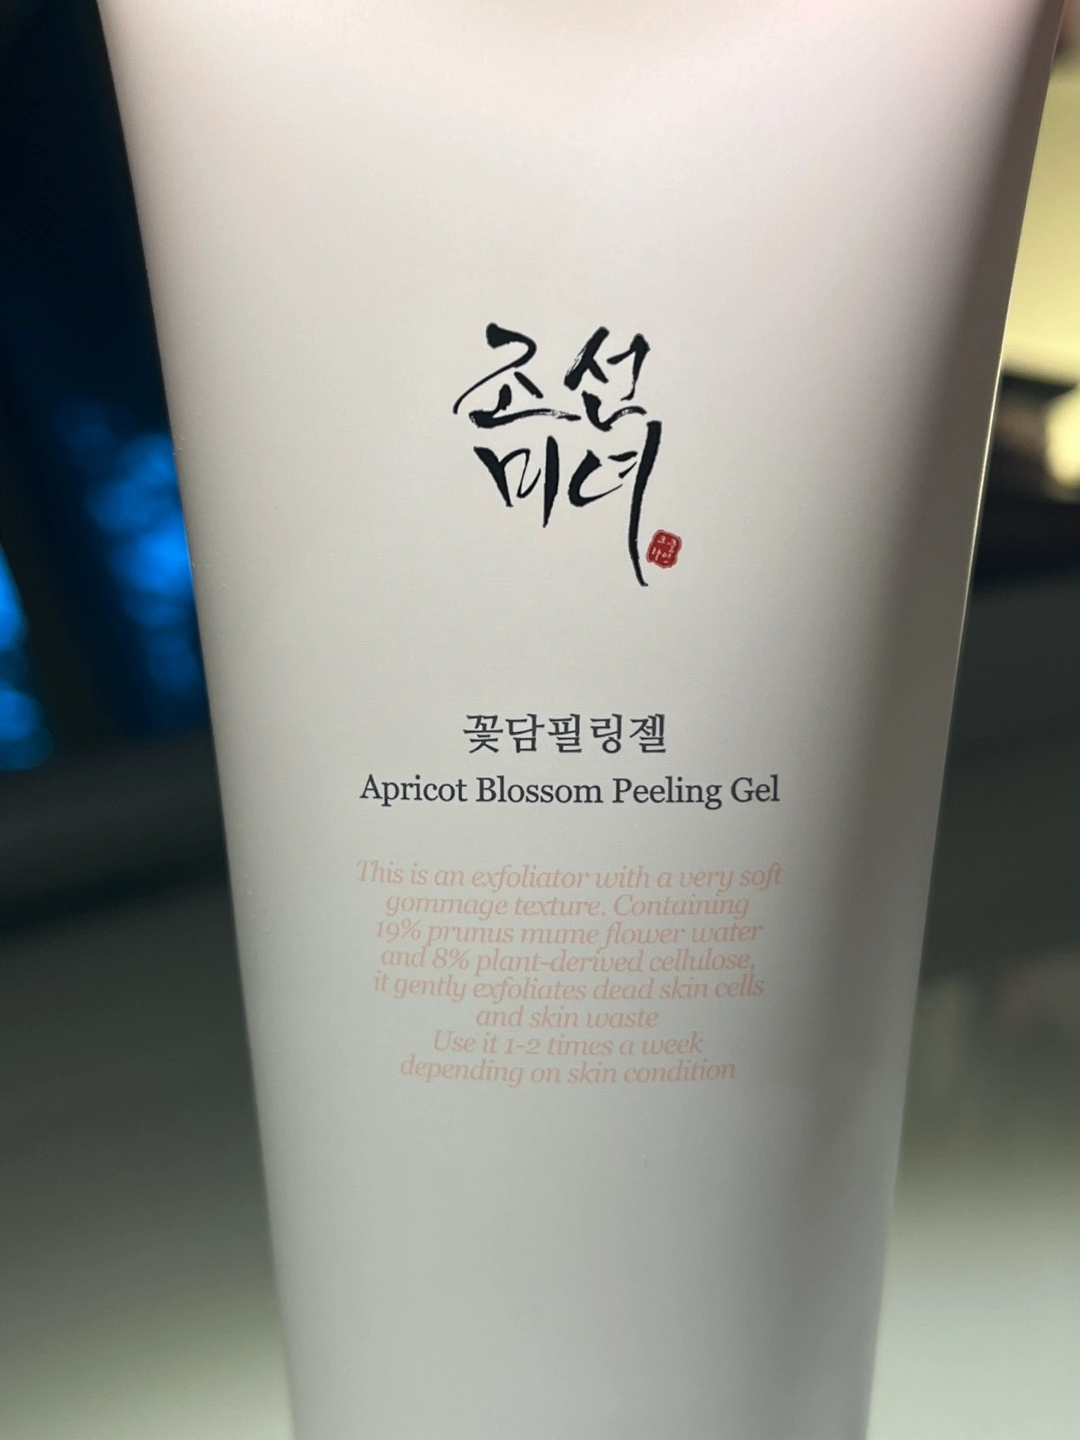 조선
미녀
꽃담필링젤
Apricot Blossom Peeling Gel
This is an exfoliator with a very soft
gommage texture. Containing
19% prunus mume flower water
and 8% plant-derived cellulose,
it gently exfoliates dead skin cells
and skin waste
Use it 1-2 times a week
depending on skin condition